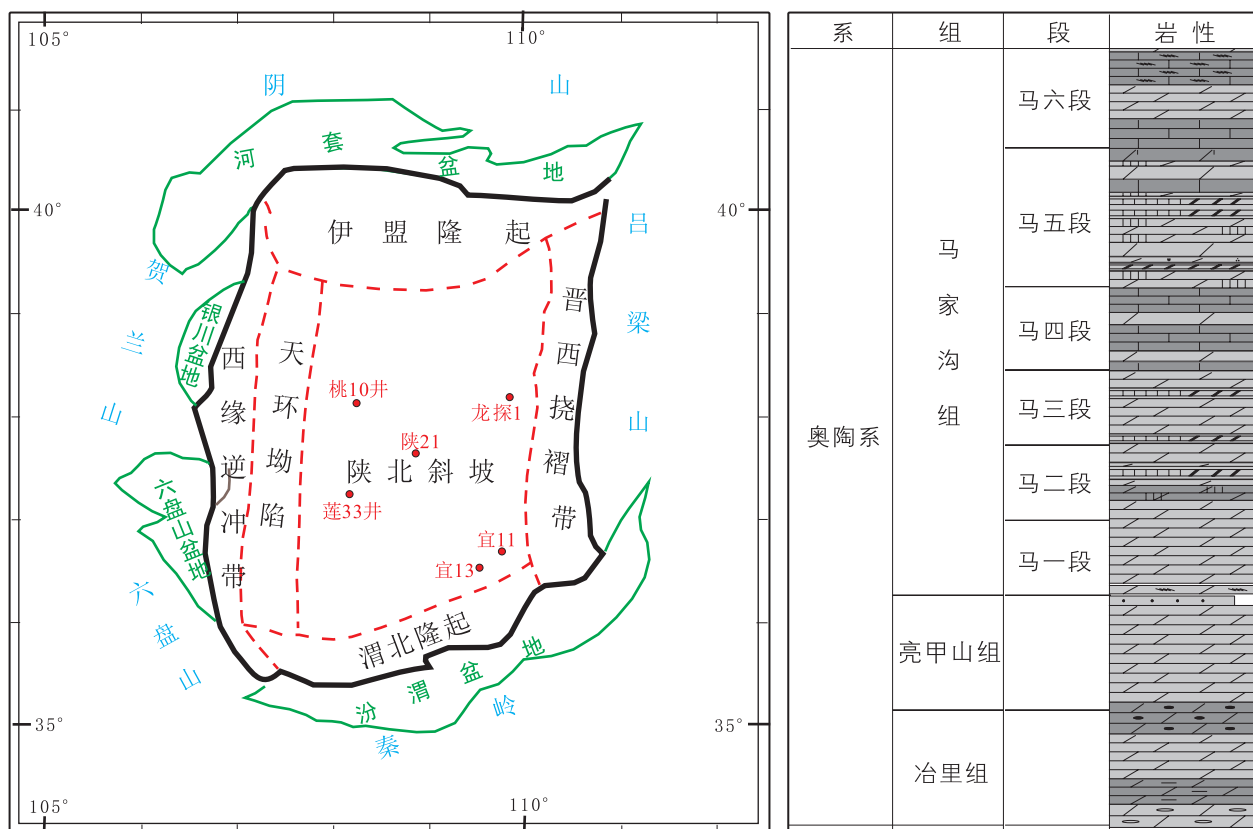 105°
110°
阴山
河套盆地
40°
40°
伊盟隆起
吕梁山
贺兰山
银川盆地
西缘逆冲带
天环坳陷
晋西挠褶带
桃10井
龙探1
陕21
陕北斜坡
莲33井
六盘山盆地
宜11
宜13
六盘山
渭北隆起
汾渭盆地
秦岭
35°
35°
105°
110°
系 组 段 岩性
奥陶系
马家沟组
马六段
马五段
马四段
马三段
马二段
马一段
亮甲山组
冶里组